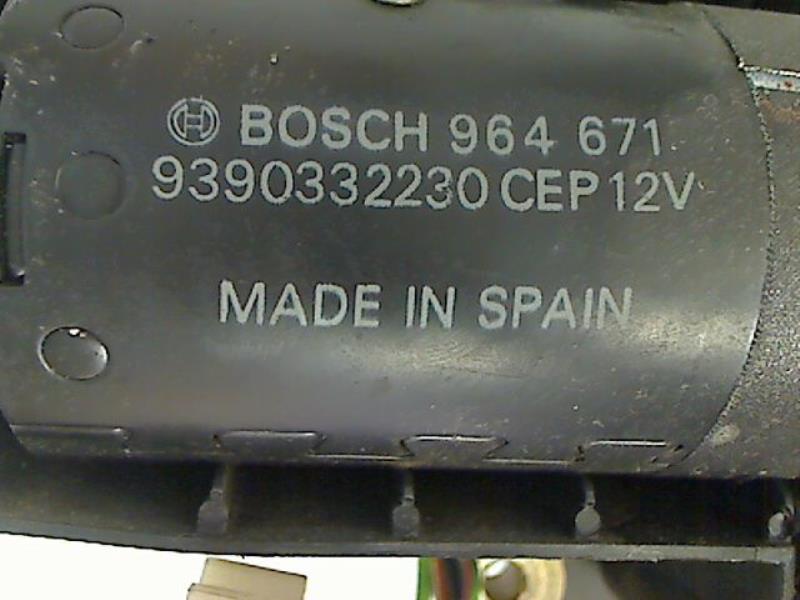 BOSCH 964 671
9390332230 CEP 12V
MADE IN SPAIN